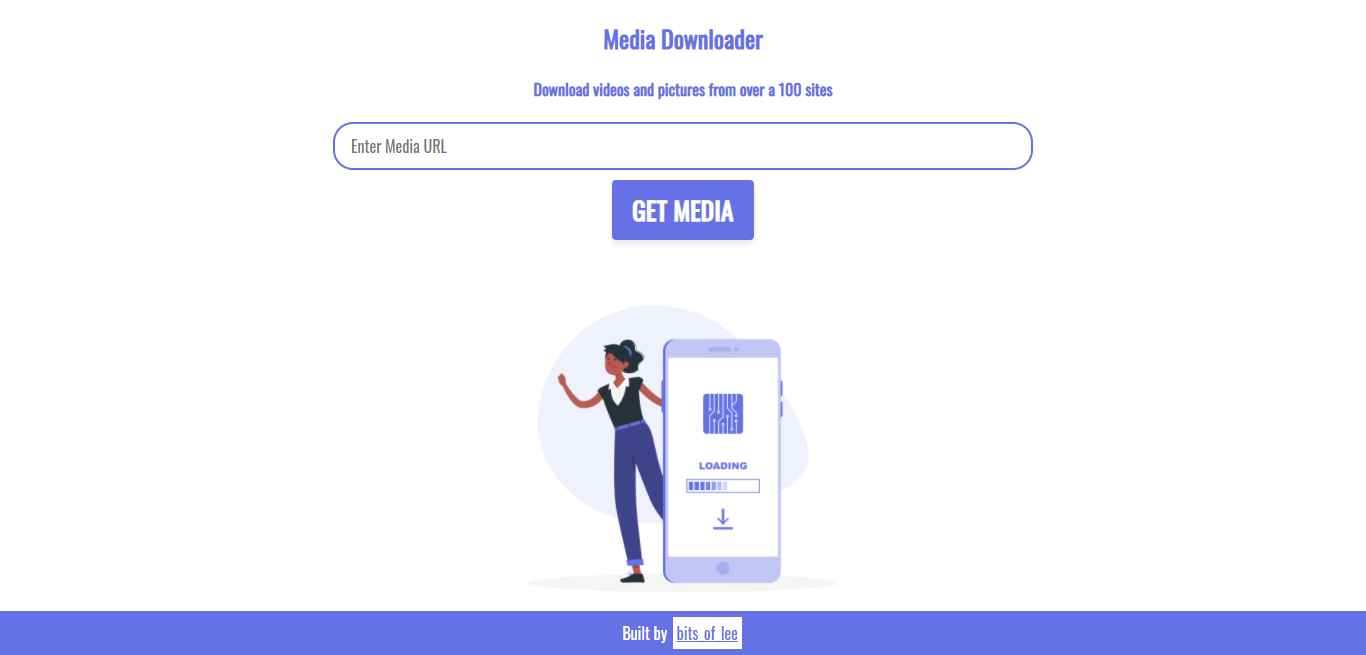 Media Downloader
Download videos and pictures from over a 100 sites
Enter Media URL
GET MEDIA
LOADING
Built by bits_of_lee